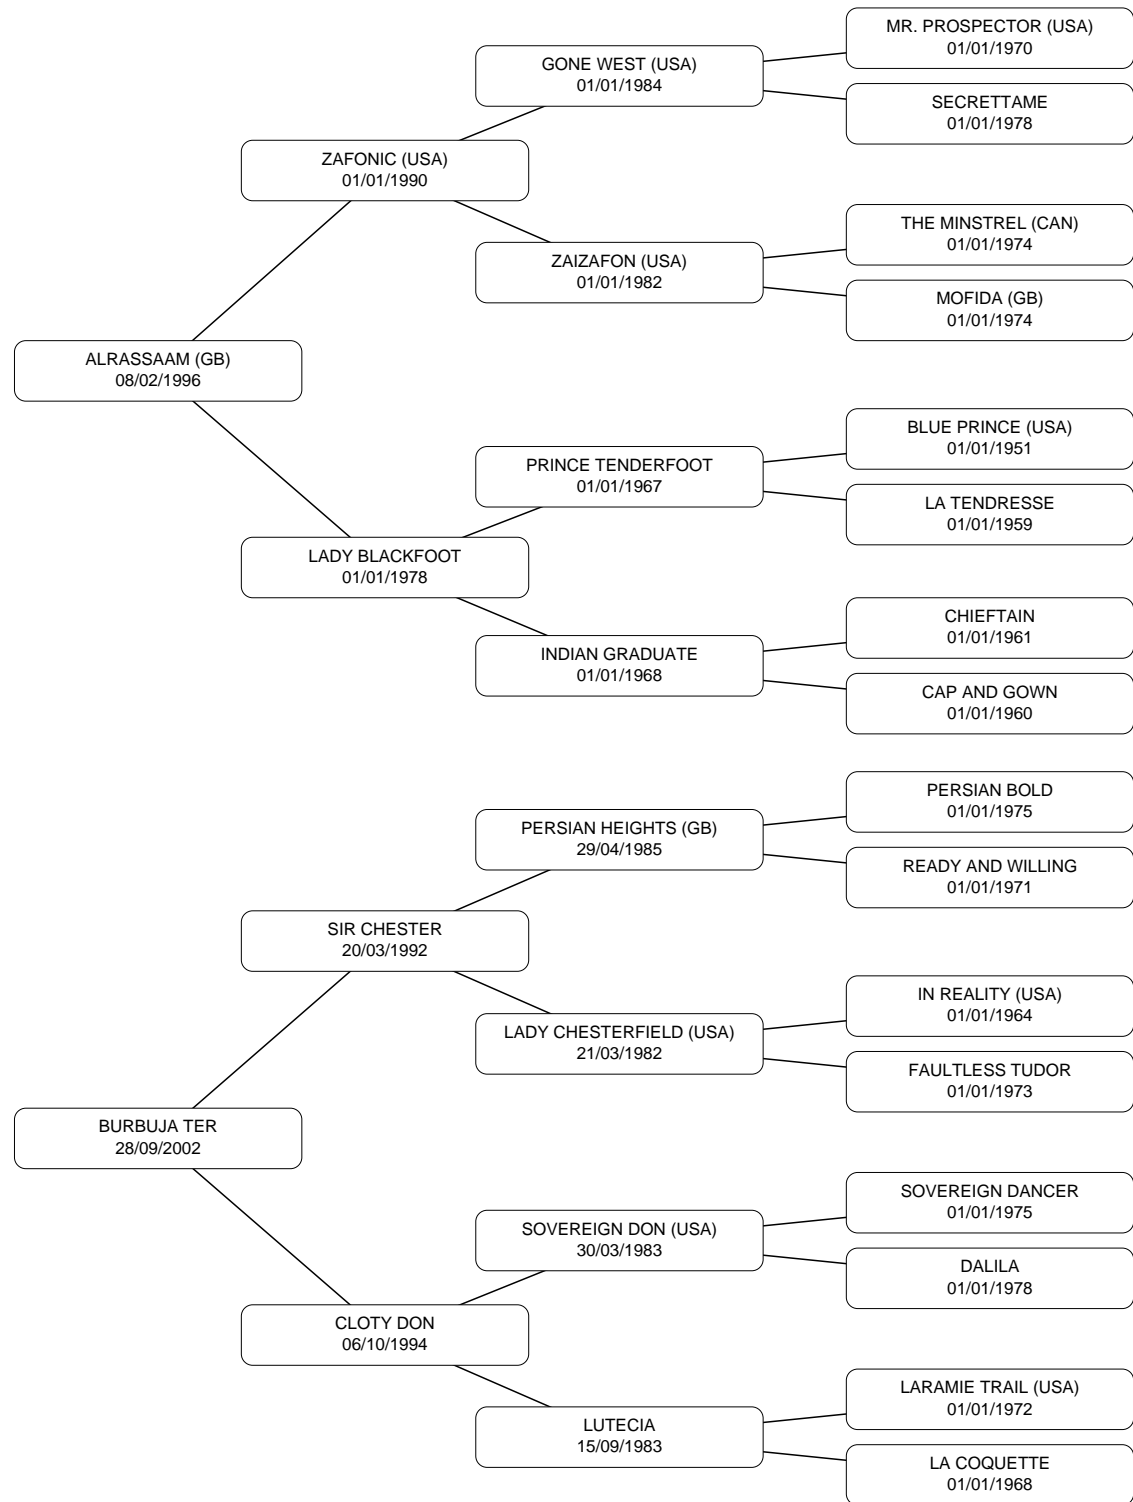 MR. PROSPECTOR (USA)
01/01/1970
GONE WEST (USA)
01/01/1984
SECRETTAME
01/01/1978
ZAFONIC (USA)
01/01/1990
THE MINSTREL (CAN)
01/01/1974
ZAIZAFON (USA)
01/01/1982
MOFIDA (GB)
01/01/1974
ALRASSAAM (GB)
08/02/1996
BLUE PRINCE (USA)
01/01/1951
PRINCE TENDERFOOT
01/01/1967
LA TENDRESSE
01/01/1959
LADY BLACKFOOT
01/01/1978
CHIEFTAIN
01/01/1961
INDIAN GRADUATE
01/01/1968
CAP AND GOWN
01/01/1960
PERSIAN BOLD
01/01/1975
PERSIAN HEIGHTS (GB)
29/04/1985
READY AND WILLING
01/01/1971
SIR CHESTER
20/03/1992
IN REALITY (USA)
01/01/1964
LADY CHESTERFIELD (USA)
21/03/1982
FAULTLESS TUDOR
01/01/1973
BURBUJA TER
28/09/2002
SOVEREIGN DANCER
01/01/1975
SOVEREIGN DON (USA)
30/03/1983
DALILA
01/01/1978
CLOTY DON
06/10/1994
LARAMIE TRAIL (USA)
01/01/1972
LUTECIA
15/09/1983
LA COQUETTE
01/01/1968